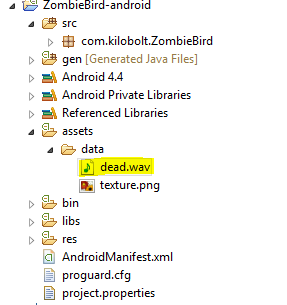 ZombieBird-android
src
com.kilobolt.ZombieBird
gen [Generated Java Files]
Android 4.4
Android Private Libraries
Referenced Libraries
assets
data
dead.wav
texture.png
bin
libs
res
AndroidManifest.xml
proguard.cfg
project.properties